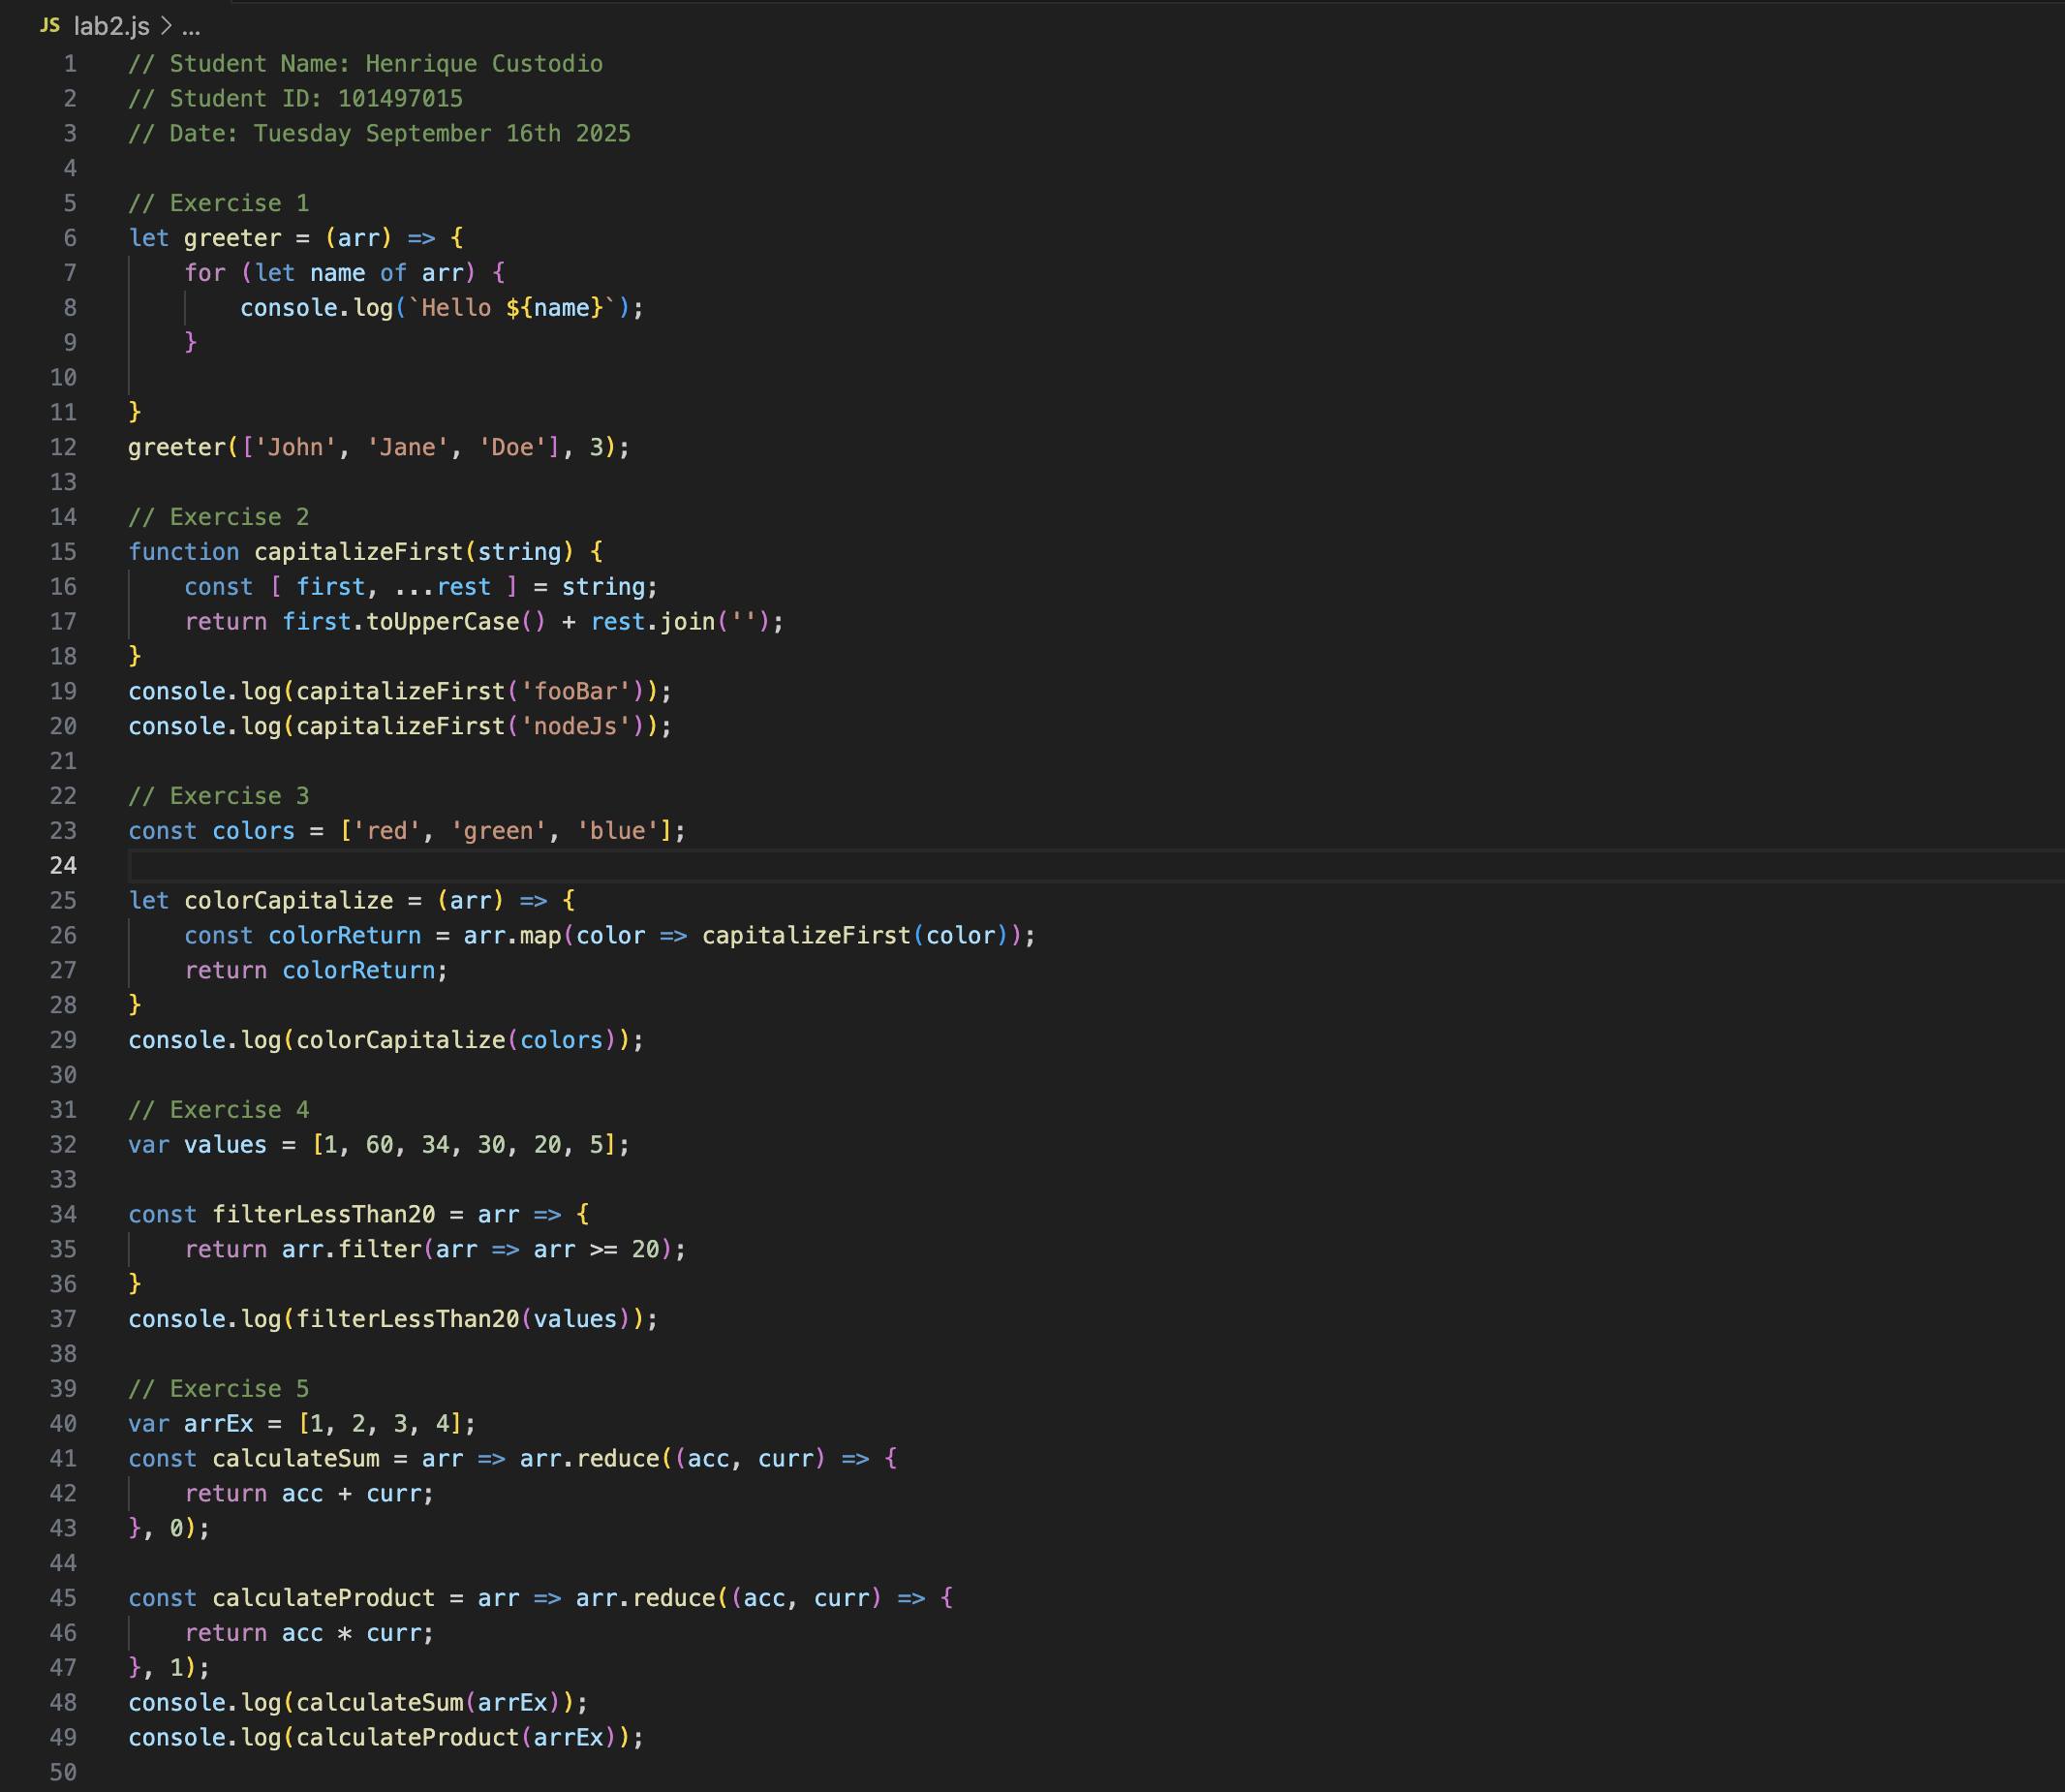 JS lab2.js > ...
1 // Student Name: Henrique Custodio
2 // Student ID: 101497015
3 // Date: Tuesday September 16th 2025
4
5 // Exercise 1
6 let greeter = (arr) => {
7     for (let name of arr) {
8         console.log(`Hello ${name}`);
9     }
10
11 }
12 greeter(['John', 'Jane', 'Doe'], 3);
13
14 // Exercise 2
15 function capitalizeFirst(string) {
16     const [ first, ...rest ] = string;
17     return first.toUpperCase() + rest.join('');
18 }
19 console.log(capitalizeFirst('fooBar'));
20 console.log(capitalizeFirst('nodeJs'));
21
22 // Exercise 3
23 const colors = ['red', 'green', 'blue'];
24
25 let colorCapitalize = (arr) => {
26     const colorReturn = arr.map(color => capitalizeFirst(color));
27     return colorReturn;
28 }
29 console.log(colorCapitalize(colors));
30
31 // Exercise 4
32 var values = [1, 60, 34, 30, 20, 5];
33
34 const filterLessThan20 = arr => {
35     return arr.filter(arr => arr >= 20);
36 }
37 console.log(filterLessThan20(values));
38
39 // Exercise 5
40 var arrEx = [1, 2, 3, 4];
41 const calculateSum = arr => arr.reduce((acc, curr) => {
42     return acc + curr;
43 }, 0);
44
45 const calculateProduct = arr => arr.reduce((acc, curr) => {
46     return acc * curr;
47 }, 1);
48 console.log(calculateSum(arrEx));
49 console.log(calculateProduct(arrEx));
50